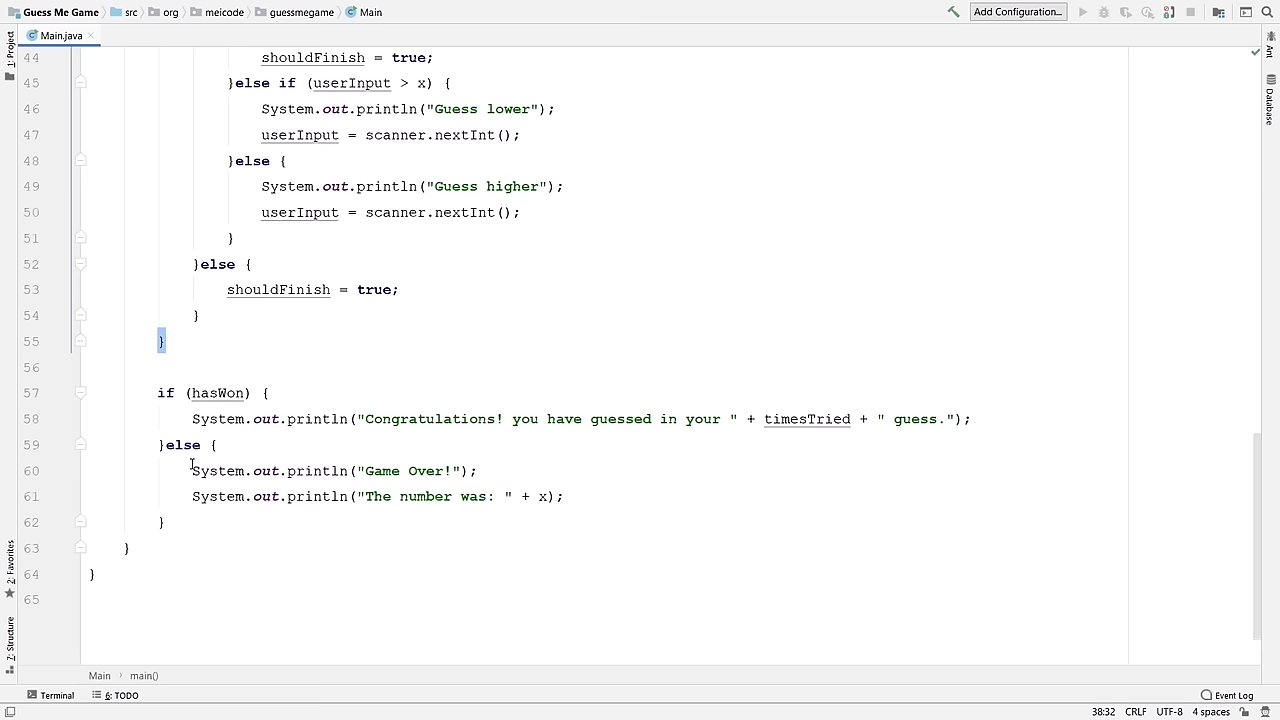 Guess Me Game src org meicode guessmegame Main Add Configuration...
Main.java
1: Project
Ant
Database
44 shouldFinish = true;
45 }else if (userInput > x) {
46 System.out.println("Guess lower");
47 userInput = scanner.nextInt();
48 }else {
49 System.out.println("Guess higher");
50 userInput = scanner.nextInt();
51 }
52 }else {
53 shouldFinish = true;
54 }
55 }
56
57 if (hasWon) {
58 System.out.println("Congratulations! you have guessed in your " + timesTried + " guess.");
59 }else {
60 System.out.println("Game Over!");
61 System.out.println("The number was: " + x);
62 }
63 }
64 }
65
2: Favorites
7: Structure
Main main()
Terminal 6: TODO Event Log
38:32 CRLF UTF-8 4 spaces